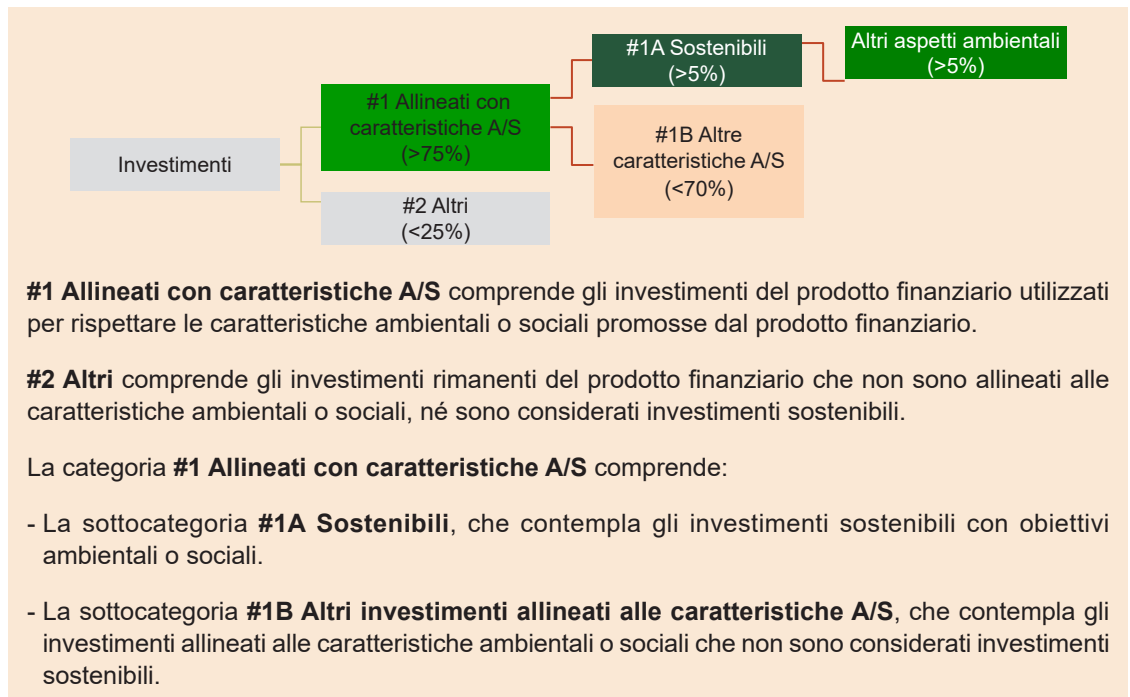 #1A Sostenibili
(>5%)
Altri aspetti ambientali
(>5%)
#1 Allineati con
caratteristiche A/S
(>75%)
#1B Altre
caratteristiche A/S
(<70%)
Investimenti
#2 Altri
(<25%)
#1 Allineati con caratteristiche A/S comprende gli investimenti del prodotto finanziario utilizzati
per rispettare le caratteristiche ambientali o sociali promosse dal prodotto finanziario.
#2 Altri comprende gli investimenti rimanenti del prodotto finanziario che non sono allineati alle
caratteristiche ambientali o sociali, né sono considerati investimenti sostenibili.
La categoria #1 Allineati con caratteristiche A/S comprende:
- La sottocategoria #1A Sostenibili, che contempla gli investimenti sostenibili con obiettivi
ambientali o sociali.
- La sottocategoria #1B Altri investimenti allineati alle caratteristiche A/S, che contempla gli
investimenti allineati alle caratteristiche ambientali o sociali che non sono considerati investimenti
sostenibili.